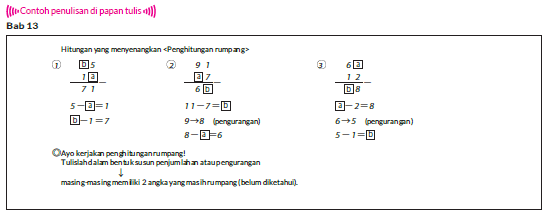 Contoh penulisan di papan tulis
Bab 13
Hitungan yang menyenangkan <Penghitungan rumpang>
① b 5
1 a
71
5 − a = 1
b − 1 = 7
② 9 1
a 7
6 b
11 − 7 = b
9→8 (pengurangan)
8 − a = 6
③ 6 a
1 2
b 8
a − 2 = 8
6→5 (pengurangan)
5 − 1 = b
◎Ayo kerjakan penghitungan rumpang!
Tulislah dalam bentuk susun penjumlahan atau pengurangan
↓
masing-masing memiliki 2 angka yang masih rumpang (belum diketahui).